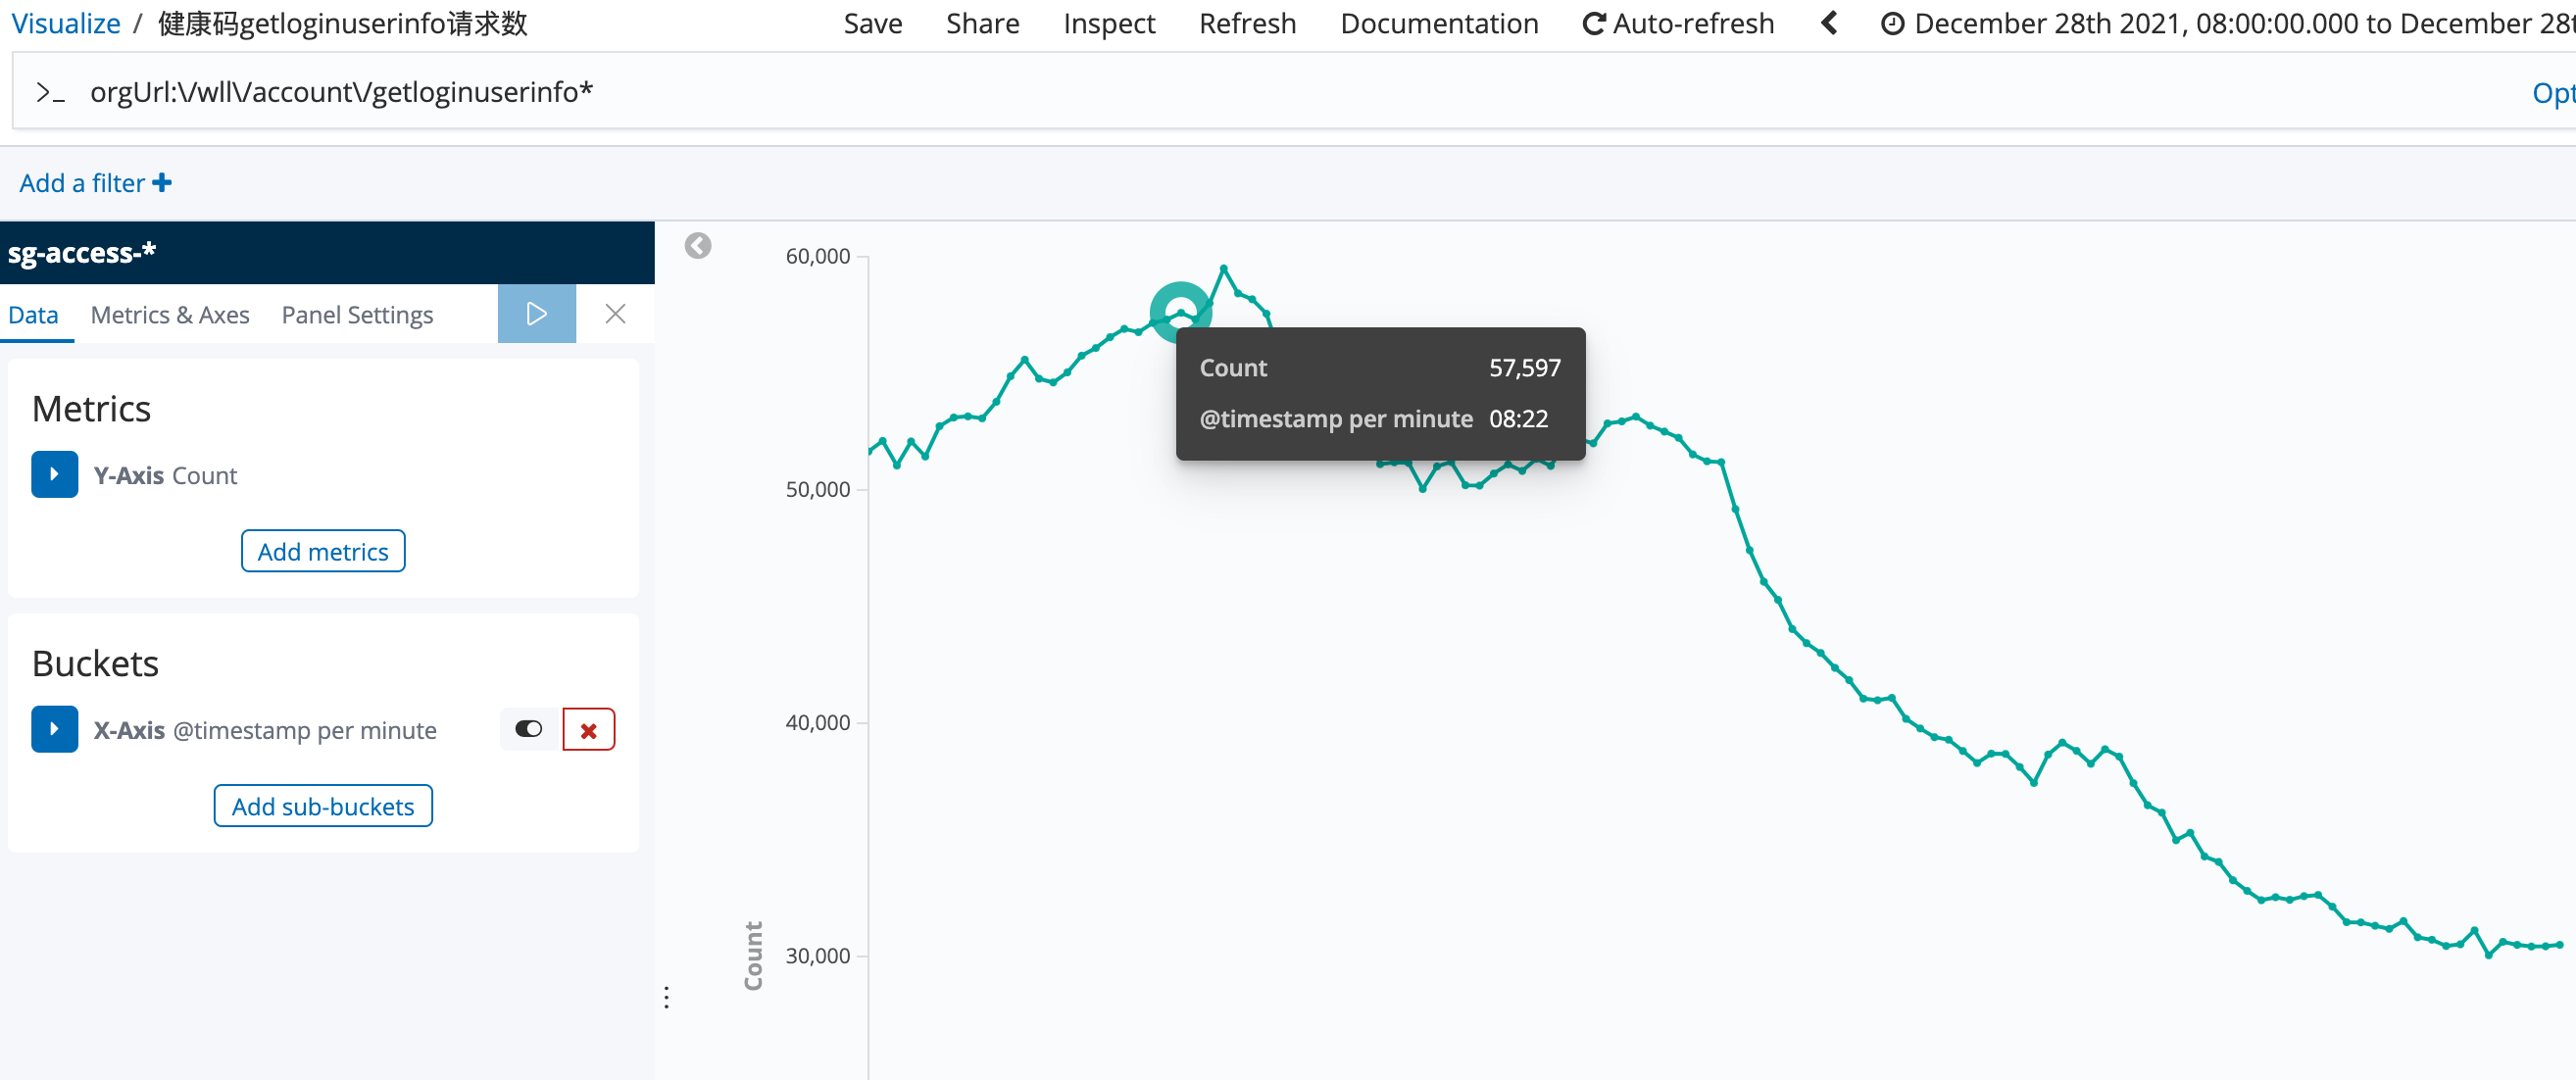 Visualize / 健康码getloginuserinfo请求数
Save Share Inspect Refresh Documentation Auto-refresh December 28th 2021, 08:00:00.000 to December 28
>_ orgUrl:\/wll\/account\/getloginuserinfo*
Opt
Add a filter
sg-access-*
Data Metrics & Axes Panel Settings
Metrics
Y-Axis Count
Add metrics
Buckets
X-Axis @timestamp per minute
Add sub-buckets
60,000
50,000
40,000
30,000
Count
Count 57,597
@timestamp per minute 08:22